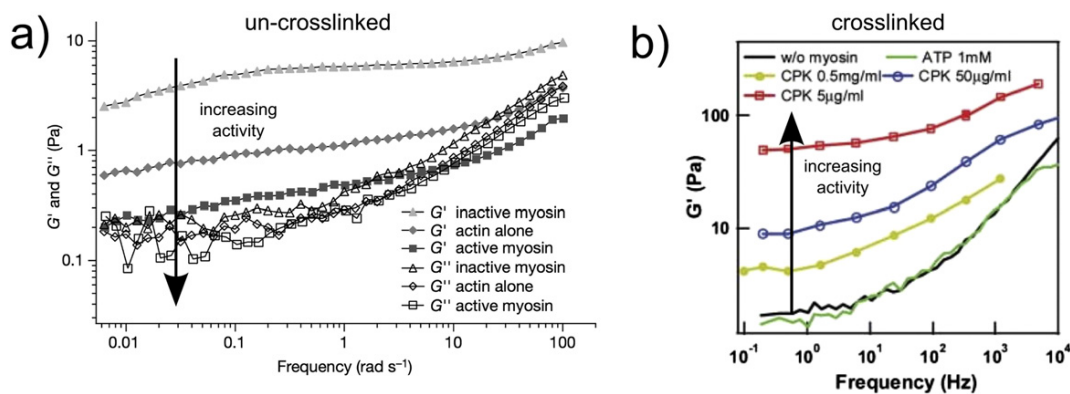 a)
un-crosslinked
10
1
0.1
G' and G'' (Pa)
increasing
activity
G' inactive myosin
G' actin alone
G' active myosin
G'' inactive myosin
G'' actin alone
G'' active myosin
0.01 0.1 1 10 100
Frequency (rad s⁻¹)
b)
crosslinked
w/o myosin ATP 1mM
CPK 0.5mg/ml CPK 50µg/ml
CPK 5µg/ml
100
10
G' (Pa)
increasing
activity
10⁻¹ 10⁰ 10¹ 10² 10³ 10⁴
Frequency (Hz)